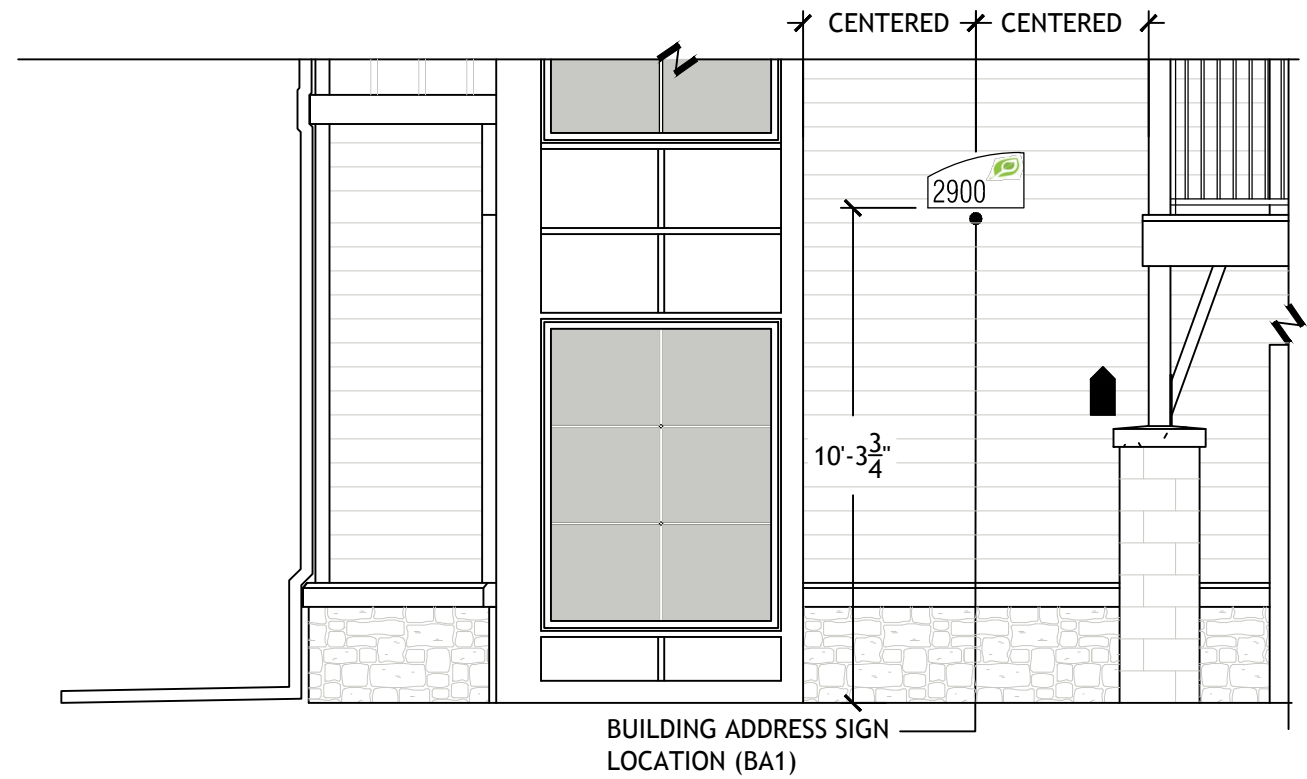 CENTERED CENTERED
2900
10'-3 3/4"
BUILDING ADDRESS SIGN
LOCATION (BA1)